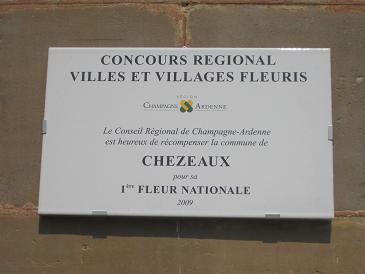 CONCOURS REGIONAL
VILLES ET VILLAGES FLEURIS
RÉGION
CHAMPAGNE ARDENNE
Le Conseil Régional de Champagne-Ardenne
est heureux de récompenser la commune de
CHEZEAUX
pour sa
1ère FLEUR NATIONALE
2009